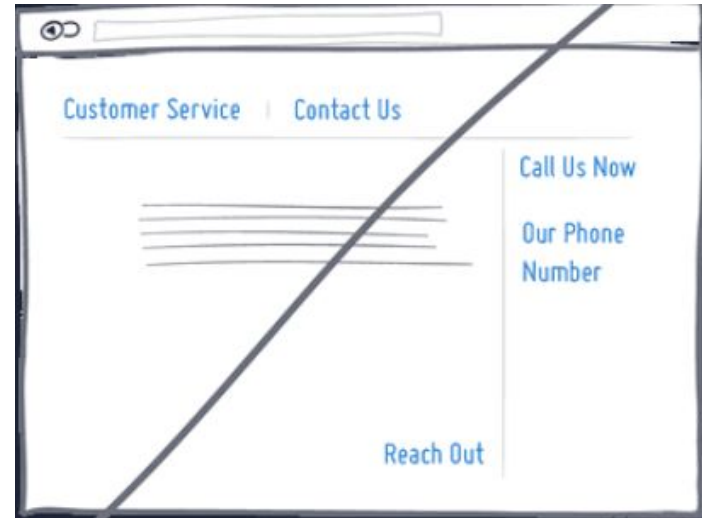 Customer Service
Contact Us
Call Us Now
Our Phone
Number
Reach Out